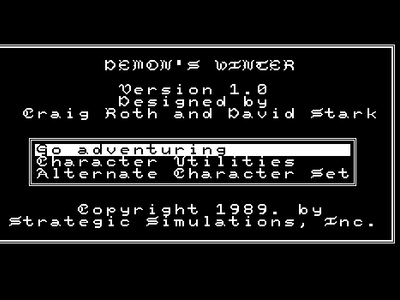 DEMON'S WINTER
Version 1.0
Designed by
Craig Roth and David Stark
Go adventuring
Character Utilities
Alternate Character Set
Copyright 1989. by
Strategic Simulations, Inc.